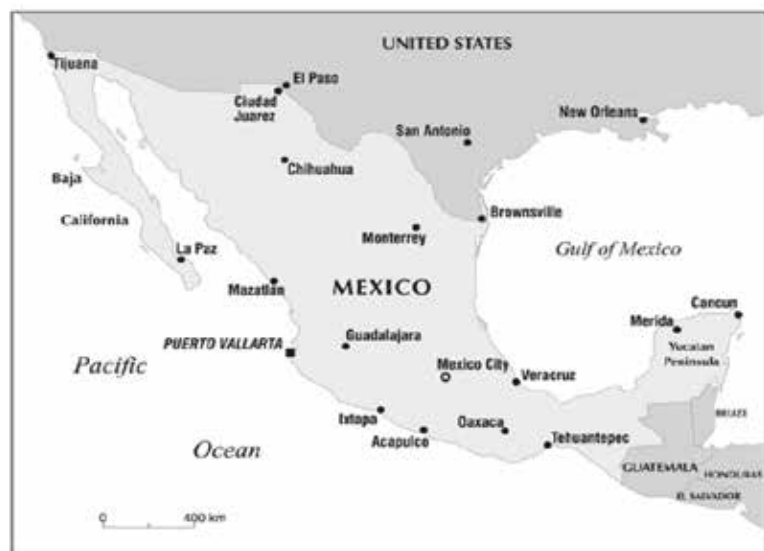 UNITED STATES
Tijuana
El Paso
Ciudad
Juarez
New Orleans
San Antonio
Chihuahua
Baja
California
Brownsville
Monterrey
La Paz
Gulf of Mexico
Mazatlan
MEXICO
Cancun
Merida
PUERTO VALLARTA
Guadalajara
Yucatan
Peninsula
Pacific
Ocean
Mexico City
Veracruz
Ixtapa
Acapulco
Oaxaca
Tehuantepec
BELIZE
GUATEMALA
HONDURAS
EL SALVADOR
0 400 km